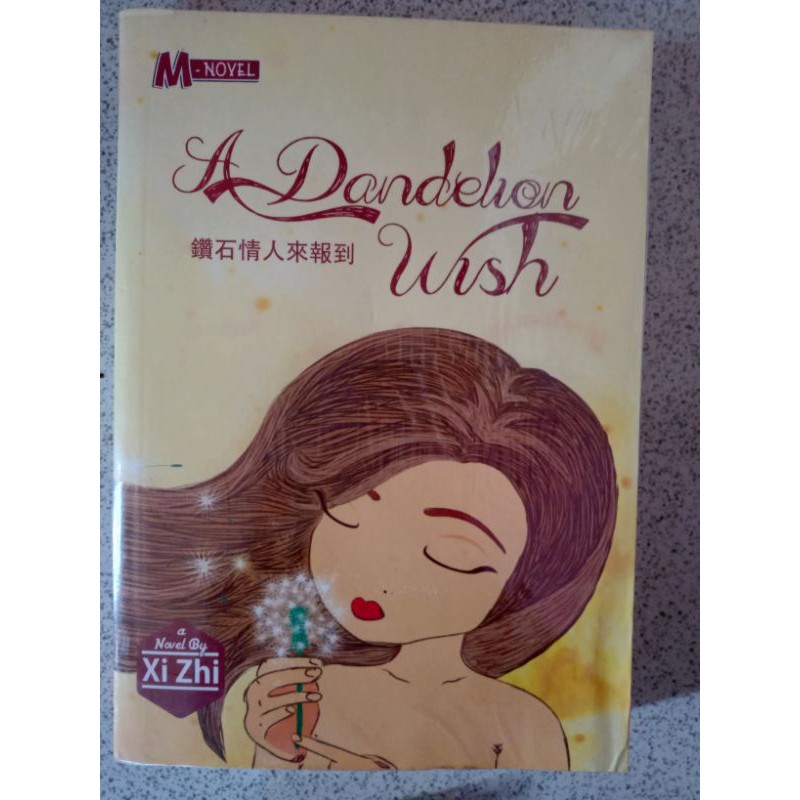 M-NOVEL
A Dandelion
鑽石情人來報到
Wish
a
Novel By
Xi Zhi